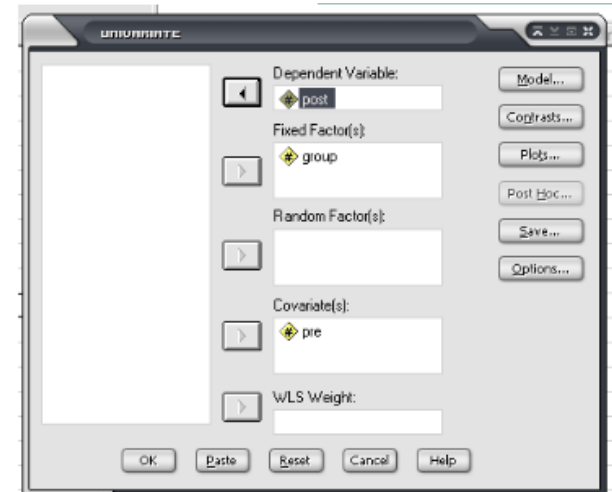 UNIVARIATE
Dependent Variable:
post
Model...
Contrasts...
Fixed Factor(s):
group
Plots...
Post Hoc...
Random Factor(s):
Save...
Options...
Covariate(s):
pre
WLS Weight:
OK
Paste
Reset
Cancel
Help